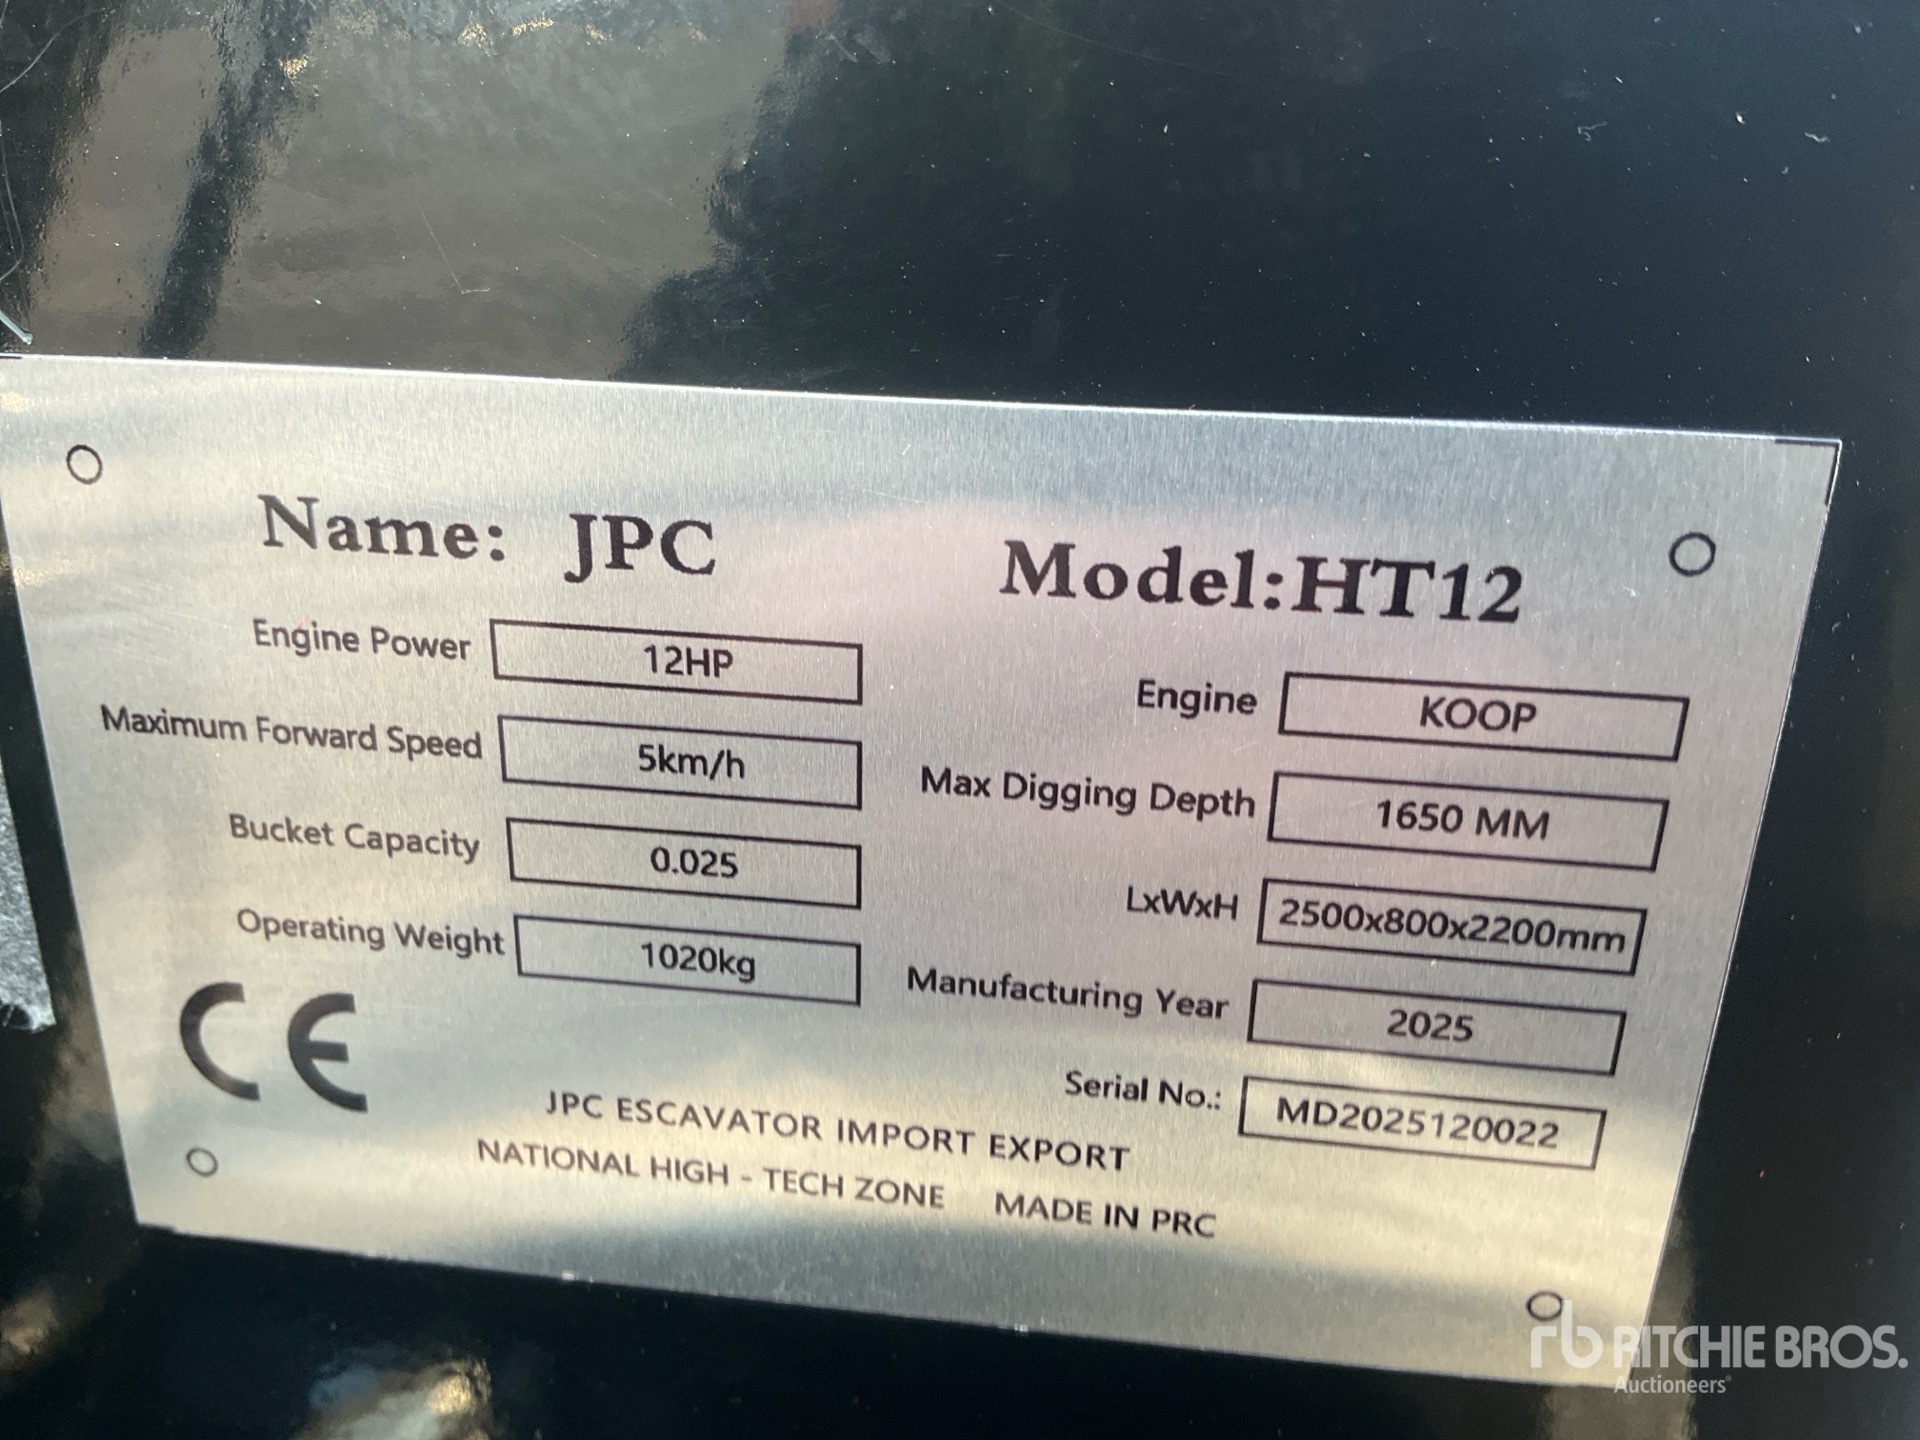 Name: JPC
Engine Power 12HP
Maximum Forward Speed 5km/h
Bucket Capacity 0.025
Operating Weight 1020kg
Model:HT12
Engine KOOP
Max Digging Depth 1650 MM
LxWxH 2500x800x2200mm
Manufacturing Year 2025
Serial No.: MD2025120022
CE
JPC ESCAVATOR IMPORT EXPORT
NATIONAL HIGH - TECH ZONE MADE IN PRC
rb RITCHIE BROS.
Auctioneers®